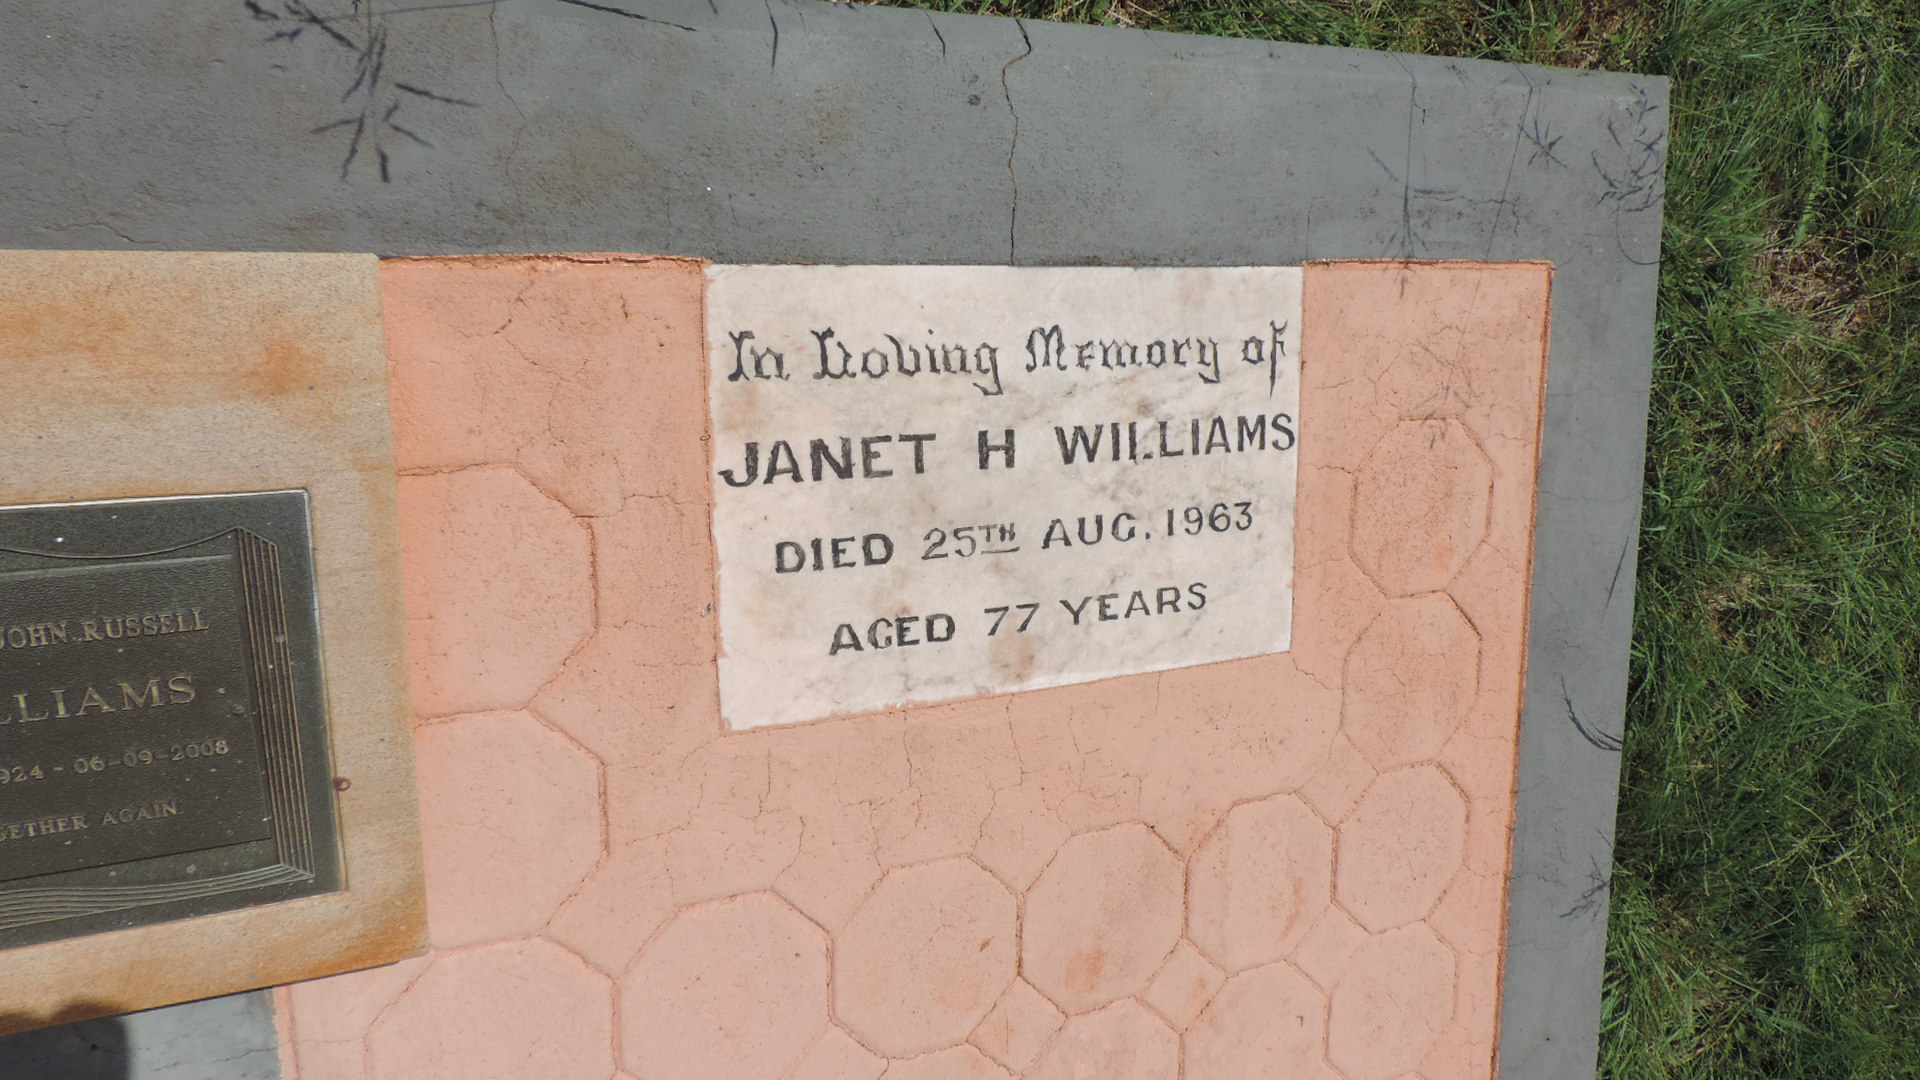 In Loving Memory of
JANET H WILLIAMS
DIED 25TH AUG. 1963
AGED 77 YEARS
JOHN RUSSELL
LLIAMS
924 ~ 06-09-2008
GETHER AGAIN